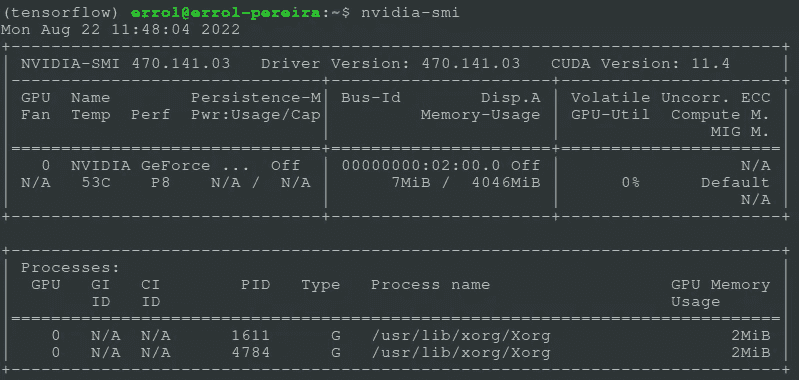 (tensorflow) errol@errol-pereira:~$ nvidia-smi
Mon Aug 22 11:48:04 2022
+-----------------------------------------------------------------------------+
| NVIDIA-SMI 470.141.03   Driver Version: 470.141.03   CUDA Version: 11.4     |
|-------------------------------+----------------------+----------------------+
| GPU  Name        Persistence-M| Bus-Id        Disp.A | Volatile Uncorr. ECC |
| Fan  Temp  Perf  Pwr:Usage/Cap|         Memory-Usage | GPU-Util  Compute M. |
|                               |                      |               MIG M. |
|===============================+======================+======================|
|   0  NVIDIA GeForce ...  Off  | 00000000:02:00.0 Off |                  N/A |
| N/A   53C    P8    N/A /  N/A |      7MiB /  4046MiB |      0%      Default |
|                               |                      |                  N/A |
+-------------------------------+----------------------+----------------------+

+-----------------------------------------------------------------------------+
| Processes:                                                                  |
|  GPU   GI   CI        PID   Type   Process name                  GPU Memory |
|        ID   ID                                                   Usage      |
|=============================================================================|
|    0   N/A  N/A      1611      G   /usr/lib/xorg/Xorg                  2MiB |
|    0   N/A  N/A      4784      G   /usr/lib/xorg/Xorg                  2MiB |
+-----------------------------------------------------------------------------+